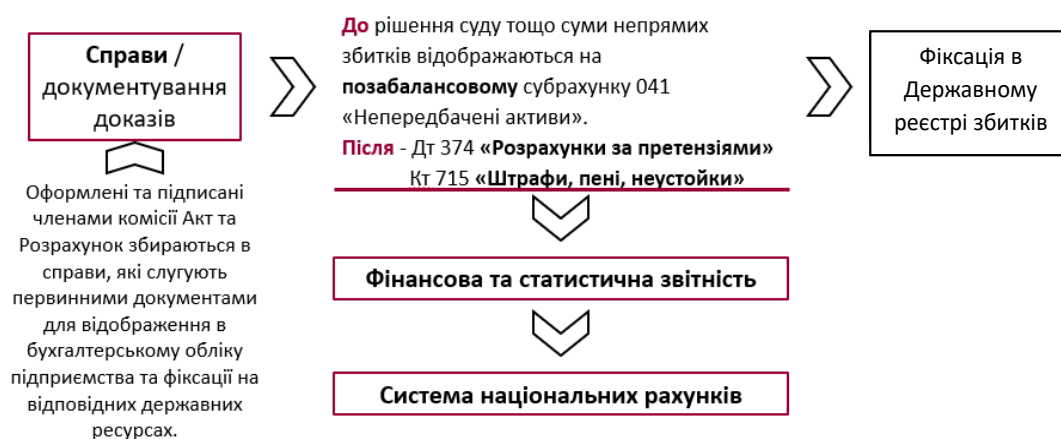 Справи /
документування
доказів
Оформлені та підписані
членами комісії Акт та
Розрахунок збираються в
справи, які слугують
первинними документами
для відображення в
бухгалтерському обліку
підприємства та фіксації на
відповідних державних
ресурсах.
До рішення суду тощо суми непрямих
збитків відображаються на
позабалансовому субрахунку 041
«Непередбачені активи».
Після - Дт 374 «Розрахунки за претензіями»
Кт 715 «Штрафи, пені, неустойки»
Фінансова та статистична звітність
Система національних рахунків
Фіксація в
Державному
реєстрі збитків